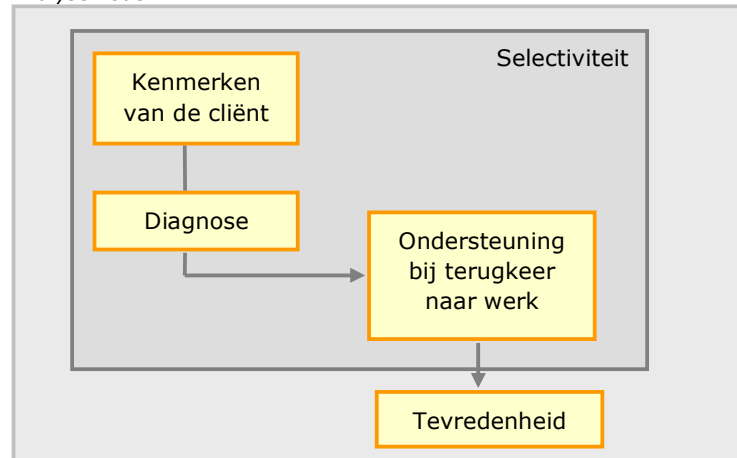 Selectiviteit
Kenmerken
van de cliënt
Diagnose
Ondersteuning
bij terugkeer
naar werk
Tevredenheid